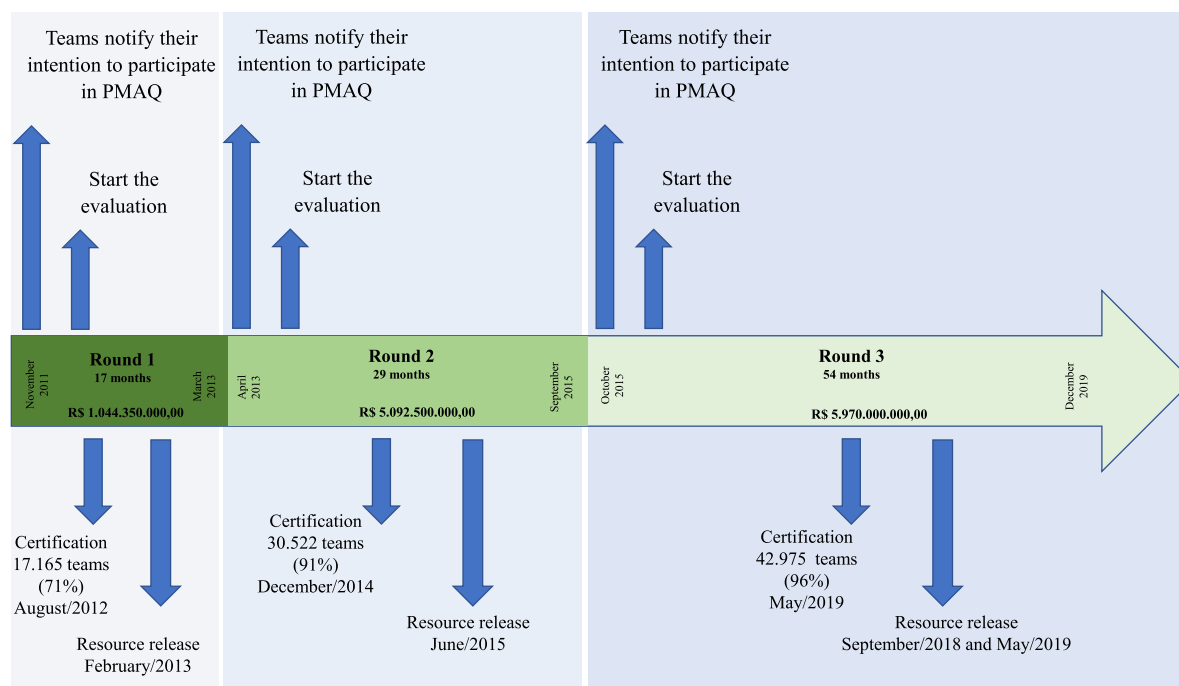 Teams notify their
intention to participate
in PMAQ
Start the
evaluation
Teams notify their
intention to participate
in PMAQ
Start the
evaluation
Teams notify their
intention to participate
in PMAQ
Start the
evaluation
November
2011
Round 1
17 months
R$ 1.044.350.000,00
March
2013
April
2013
Round 2
29 months
R$ 5.092.500.000,00
September
2015
October
2015
Round 3
54 months
R$ 5.970.000.000,00
December
2019
Certification
17.165 teams
(71%)
August/2012
Resource release
February/2013
Certification
30.522 teams
(91%)
December/2014
Resource release
June/2015
Certification
42.975 teams
(96%)
May/2019
Resource release
September/2018 and May/2019